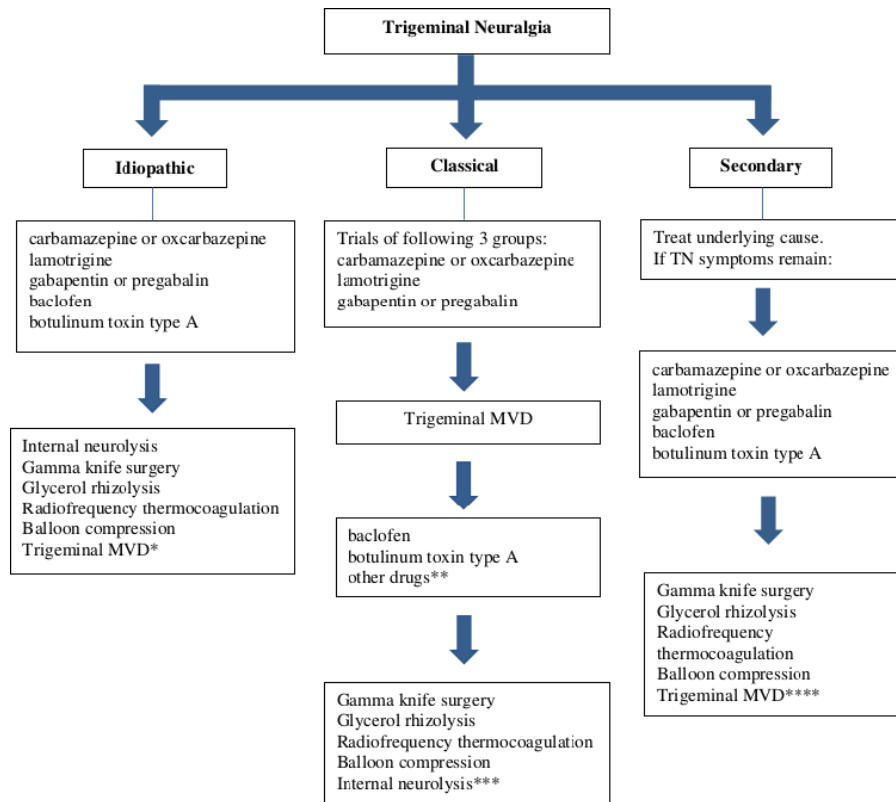 Trigeminal Neuralgia
Idiopathic
Classical
Secondary
carbamazepine or oxcarbazepine
lamotrigine
gabapentin or pregabalin
baclofen
botulinum toxin type A
Trials of following 3 groups:
carbamazepine or oxcarbazepine
lamotrigine
gabapentin or pregabalin
Treat underlying cause.
If TN symptoms remain:
carbamazepine or oxcarbazepine
lamotrigine
gabapentin or pregabalin
baclofen
botulinum toxin type A
Trigeminal MVD
Internal neurolysis
Gamma knife surgery
Glycerol rhizolysis
Radiofrequency thermocoagulation
Balloon compression
Trigeminal MVD*
baclofen
botulinum toxin type A
other drugs**
Gamma knife surgery
Glycerol rhizolysis
Radiofrequency
thermocoagulation
Balloon compression
Trigeminal MVD****
Gamma knife surgery
Glycerol rhizolysis
Radiofrequency thermocoagulation
Balloon compression
Internal neurolysis***